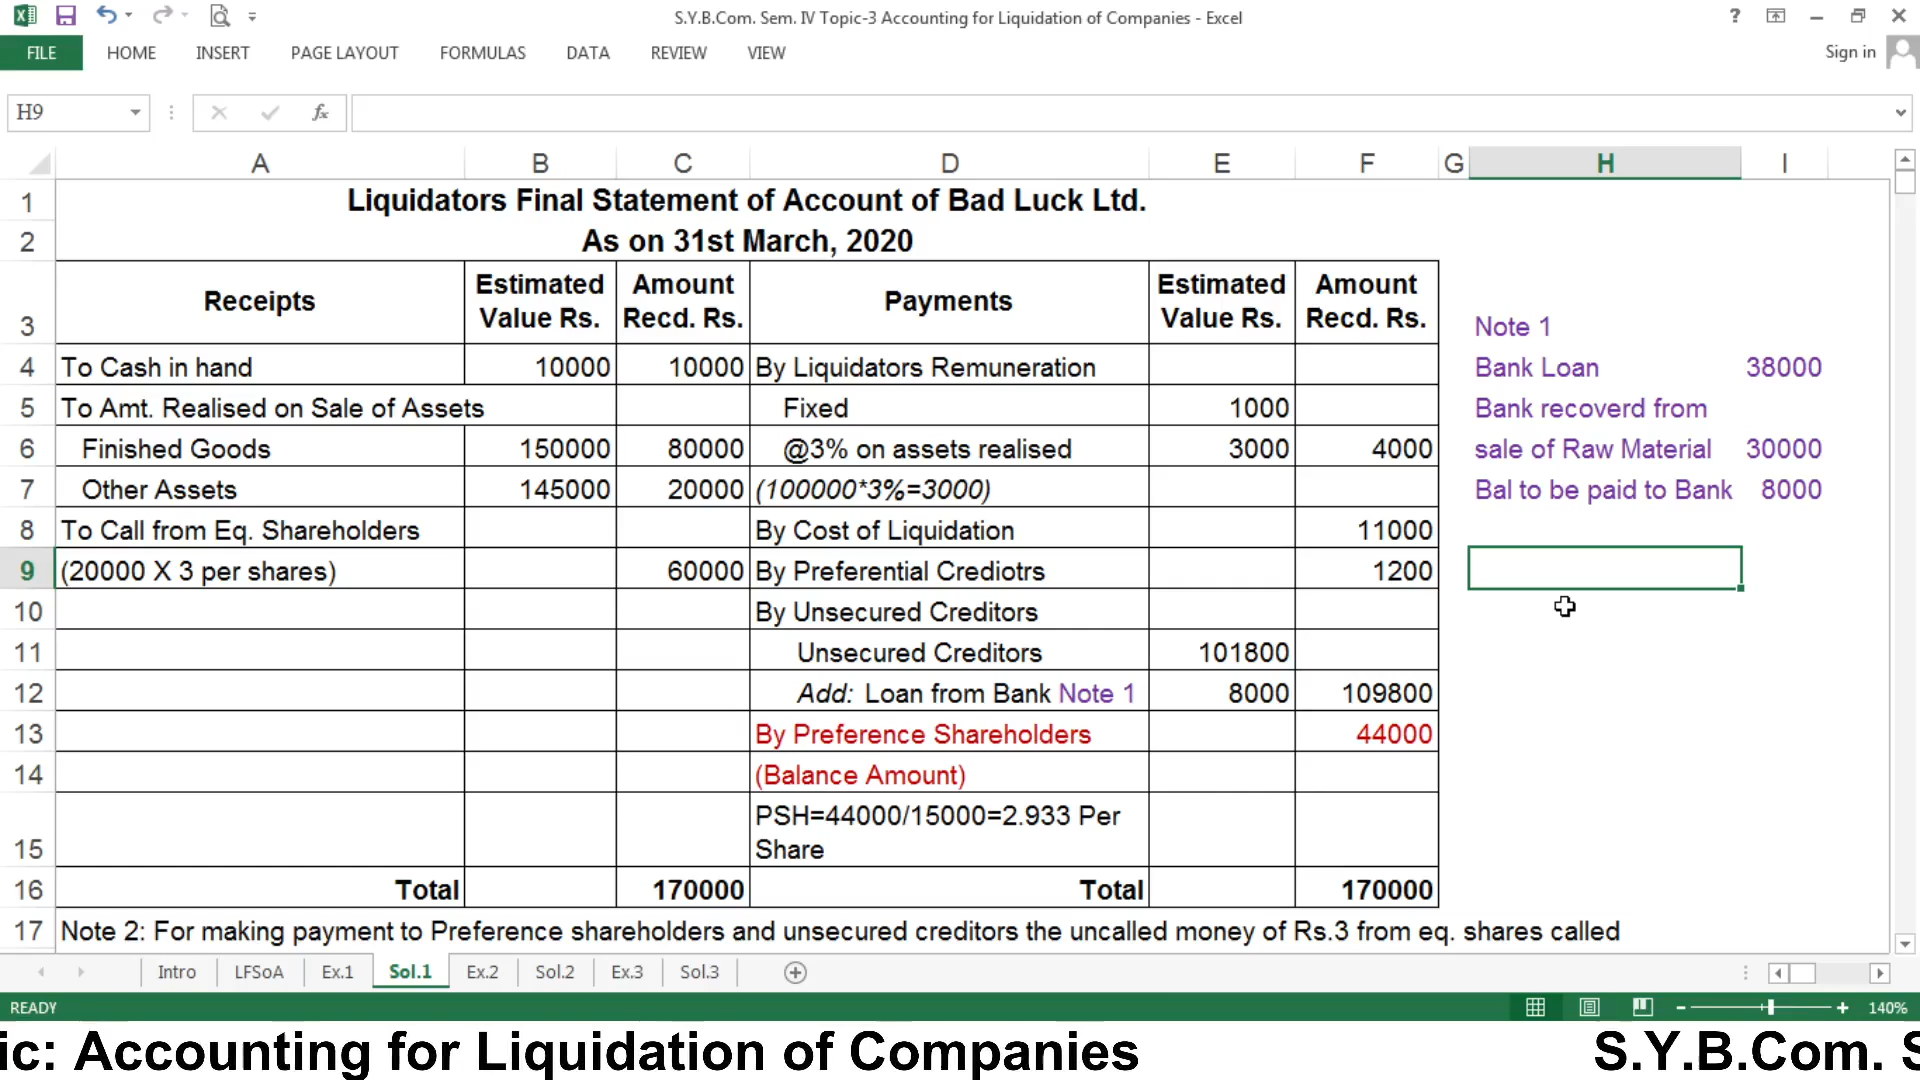 S.Y.B.Com. Sem. IV Topic-3 Accounting for Liquidation of Companies - Excel
FILE HOME INSERT PAGE LAYOUT FORMULAS DATA REVIEW VIEW Sign in
H9 fx
A B C D E F G H I
1 Liquidators Final Statement of Account of Bad Luck Ltd.
2 As on 31st March, 2020
3 Receipts Estimated Value Rs. Amount Recd. Rs. Payments Estimated Value Rs. Amount Recd. Rs. Note 1
4 To Cash in hand 10000 10000 By Liquidators Remuneration Bank Loan 38000
5 To Amt. Realised on Sale of Assets Fixed 1000 Bank recoverd from
6 Finished Goods 150000 80000 @3% on assets realised 3000 4000 sale of Raw Material 30000
7 Other Assets 145000 20000 (100000*3%=3000) Bal to be paid to Bank 8000
8 To Call from Eq. Shareholders By Cost of Liquidation 11000
9 (20000 X 3 per shares) 60000 By Preferential Crediotrs 1200
10 By Unsecured Creditors
11 Unsecured Creditors 101800
12 Add: Loan from Bank Note 1 8000 109800
13 By Preference Shareholders 44000
14 (Balance Amount)
15 PSH=44000/15000=2.933 Per Share
16 Total 170000 Total 170000
17 Note 2: For making payment to Preference shareholders and unsecured creditors the uncalled money of Rs.3 from eq. shares called
Intro LFSoA Ex.1 Sol.1 Ex.2 Sol.2 Ex.3 Sol.3
READY 140%
ic: Accounting for Liquidation of Companies S.Y.B.Com. S